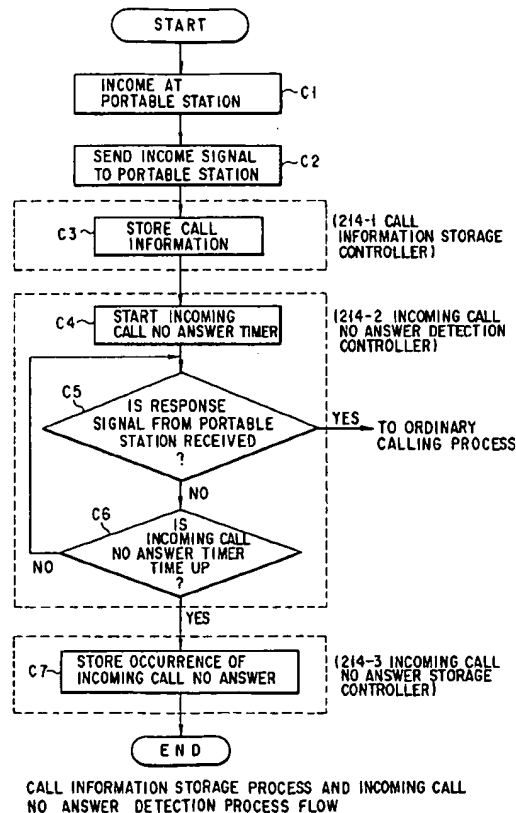 START
INCOME AT
PORTABLE STATION
C1
SEND INCOME SIGNAL
TO PORTABLE STATION
C2
C3
STORE CALL
INFORMATION
(214-1 CALL
INFORMATION STORAGE
CONTROLLER)
C4
START INCOMING
CALL NO ANSWER TIMER
(214-2 INCOMING CALL
NO ANSWER DETECTION
CONTROLLER)
C5
IS RESPONSE
SIGNAL FROM PORTABLE
STATION RECEIVED
?
YES
TO ORDINARY
CALLING PROCESS
NO
C6
IS
INCOMING CALL
NO ANSWER TIMER
TIME UP
?
NO
YES
C7
STORE OCCURRENCE OF
INCOMING CALL NO ANSWER
(214-3 INCOMING CALL
NO ANSWER STORAGE
CONTROLLER)
END
CALL INFORMATION STORAGE PROCESS AND INCOMING CALL
NO ANSWER DETECTION PROCESS FLOW